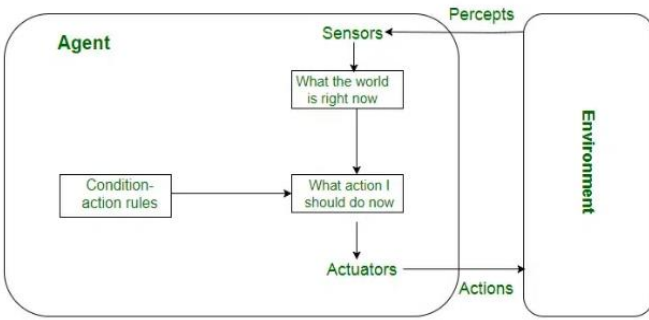 Percepts
Agent
Sensors
What the world
is right now
Environment
Condition-
action rules
What action I
should do now
Actuators
Actions